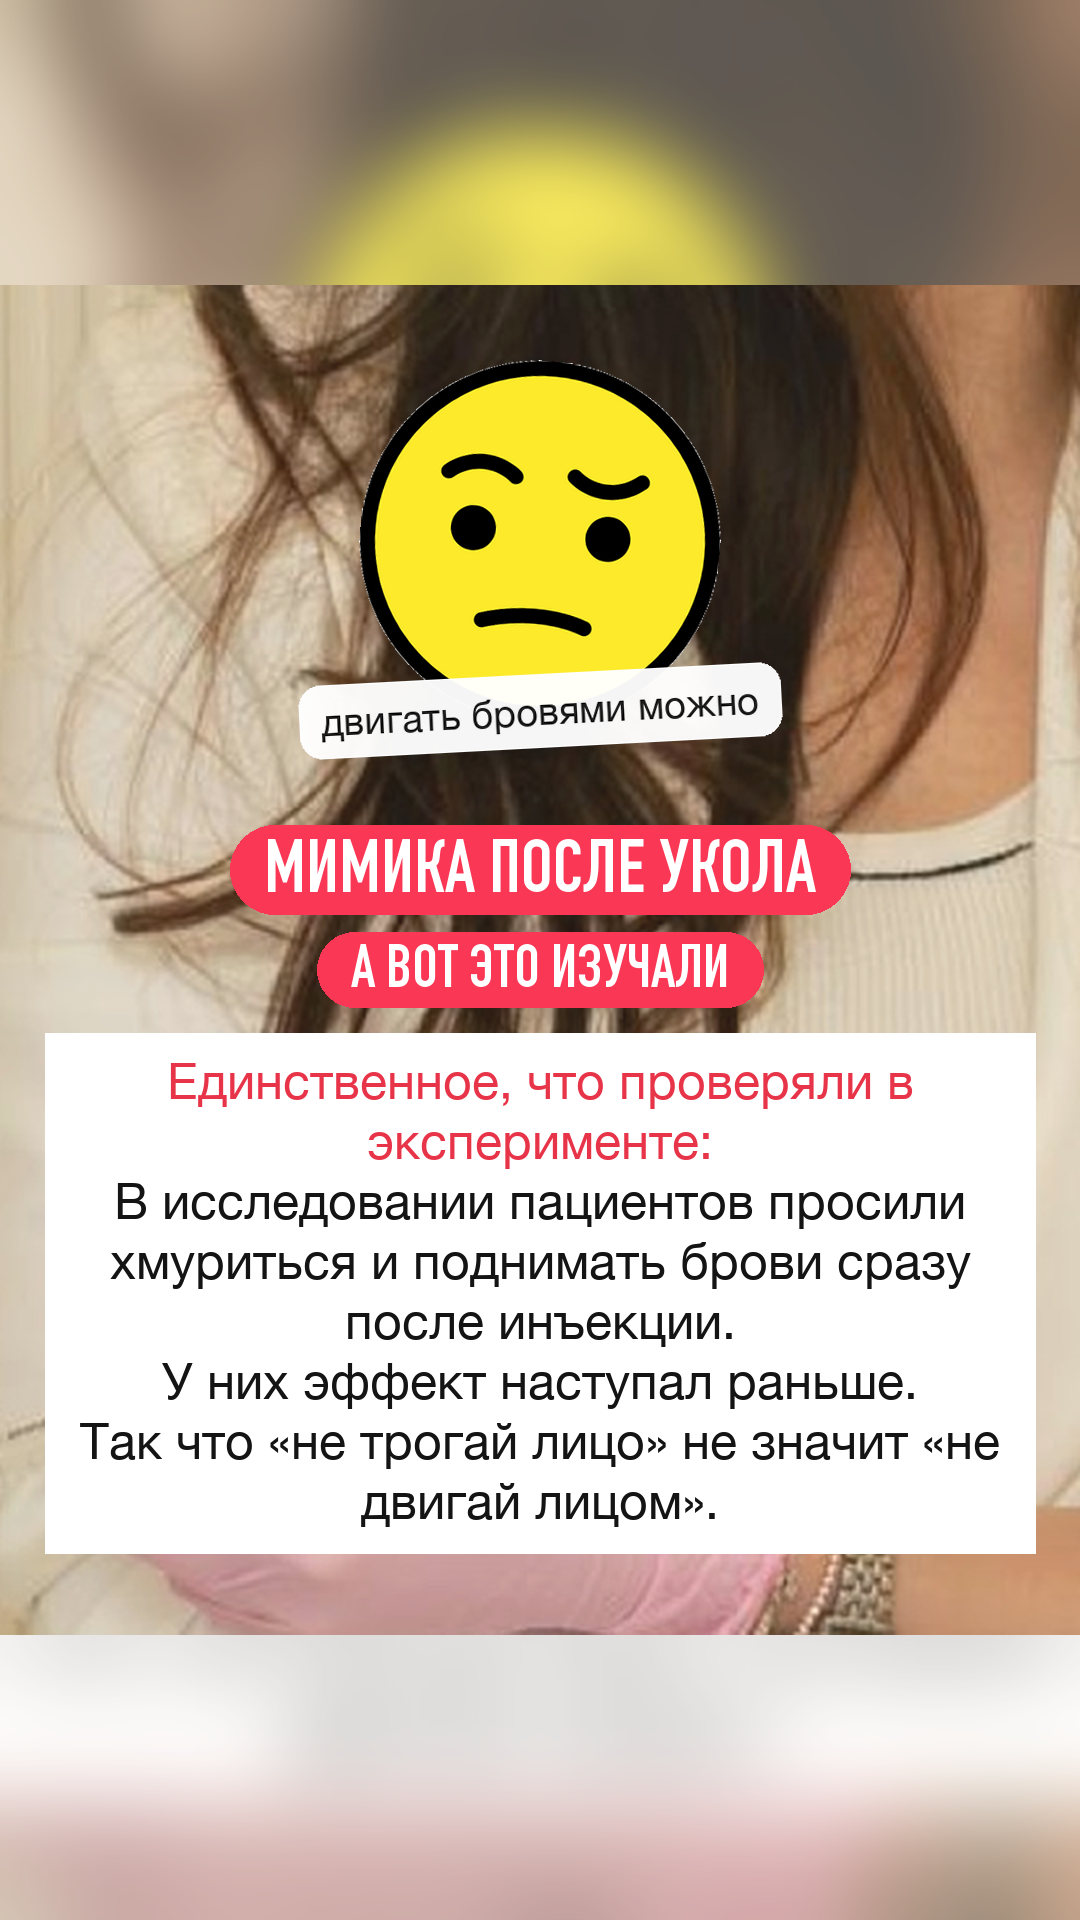 двигать бровями можно
МИМИКА ПОСЛЕ УКОЛА
А ВОТ ЭТО ИЗУЧАЛИ
Единственное, что проверяли в
эксперименте:
В исследовании пациентов просили
хмуриться и поднимать брови сразу
после инъекции.
У них эффект наступал раньше.
Так что «не трогай лицо» не значит «не
двигай лицом».